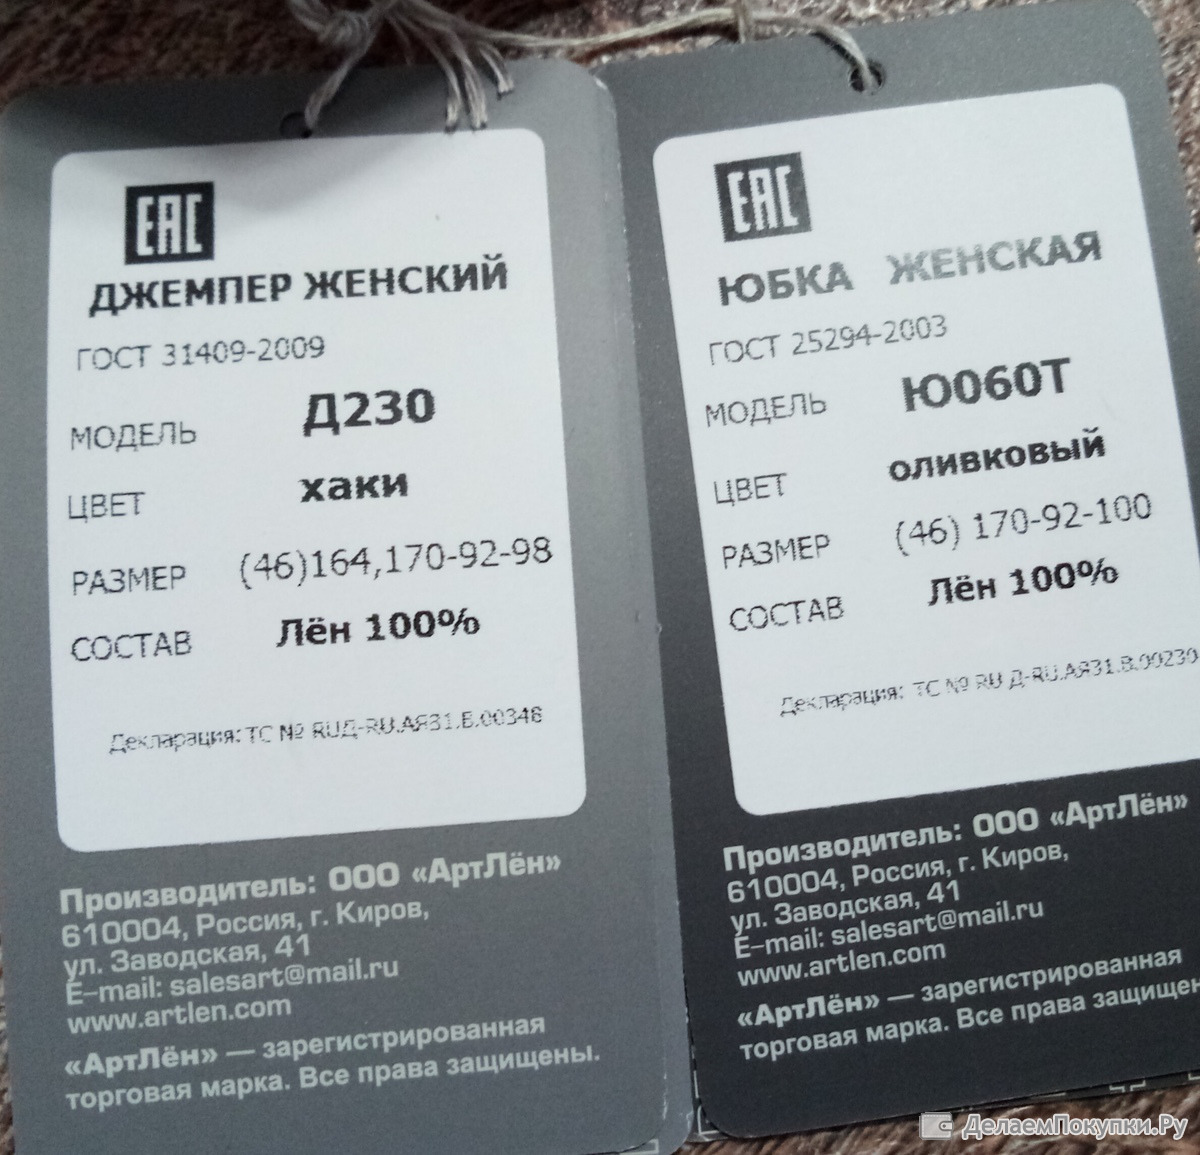 ЕАС
ДЖЕМПЕР ЖЕНСКИЙ
ГОСТ 31409-2009
МОДЕЛЬ Д230
ЦВЕТ хаки
РАЗМЕР (46)164,170-92-98
СОСТАВ Лён 100%
Декларация: ТС № RUД-RU.АЯ31.В.00348
Производитель: ООО «АртЛён»
610004, Россия, г. Киров,
ул. Заводская, 41
E-mail: salesart@mail.ru
www.artlen.com
«АртЛён» — зарегистрированная
торговая марка. Все права защищены.
ЕАС
ЮБКА ЖЕНСКАЯ
ГОСТ 25294-2003
МОДЕЛЬ Ю060Т
ЦВЕТ оливковый
РАЗМЕР (46) 170-92-100
СОСТАВ Лён 100%
Декларация: ТС № RU Д-RU.АЯ31.В.00230
Производитель: ООО «АртЛён»
610004, Россия, г. Киров,
ул. Заводская, 41
E-mail: salesart@mail.ru
www.artlen.com
«АртЛён» — зарегистрированная
торговая марка. Все права защищен
ДелаемПокупки.Ру